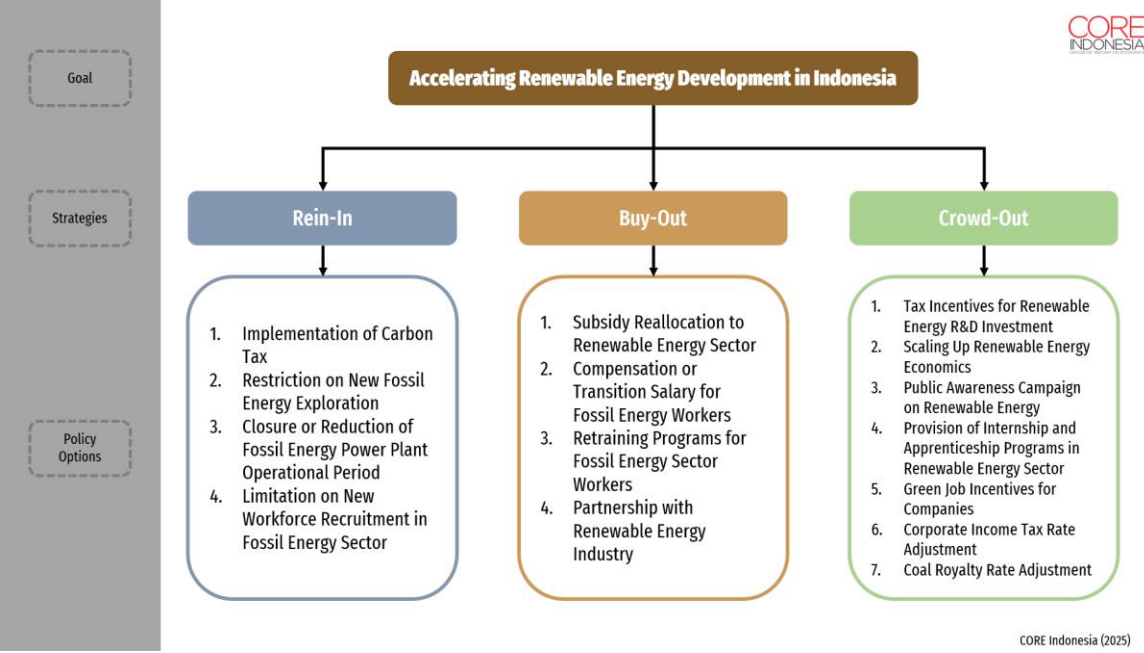 CORE
INDONESIA
Goal
Accelerating Renewable Energy Development in Indonesia
Strategies
Rein-In
Buy-Out
Crowd-Out
Policy
Options
1. Implementation of Carbon
Tax
2. Restriction on New Fossil
Energy Exploration
3. Closure or Reduction of
Fossil Energy Power Plant
Operational Period
4. Limitation on New
Workforce Recruitment in
Fossil Energy Sector
1. Subsidy Reallocation to
Renewable Energy Sector
2. Compensation or
Transition Salary for
Fossil Energy Workers
3. Retraining Programs for
Fossil Energy Sector
Workers
4. Partnership with
Renewable Energy
Industry
1. Tax Incentives for Renewable
Energy R&D Investment
2. Scaling Up Renewable Energy
Economics
3. Public Awareness Campaign
on Renewable Energy
4. Provision of Internship and
Apprenticeship Programs in
Renewable Energy Sector
5. Green Job Incentives for
Companies
6. Corporate Income Tax Rate
Adjustment
7. Coal Royalty Rate Adjustment
CORE Indonesia (2025)